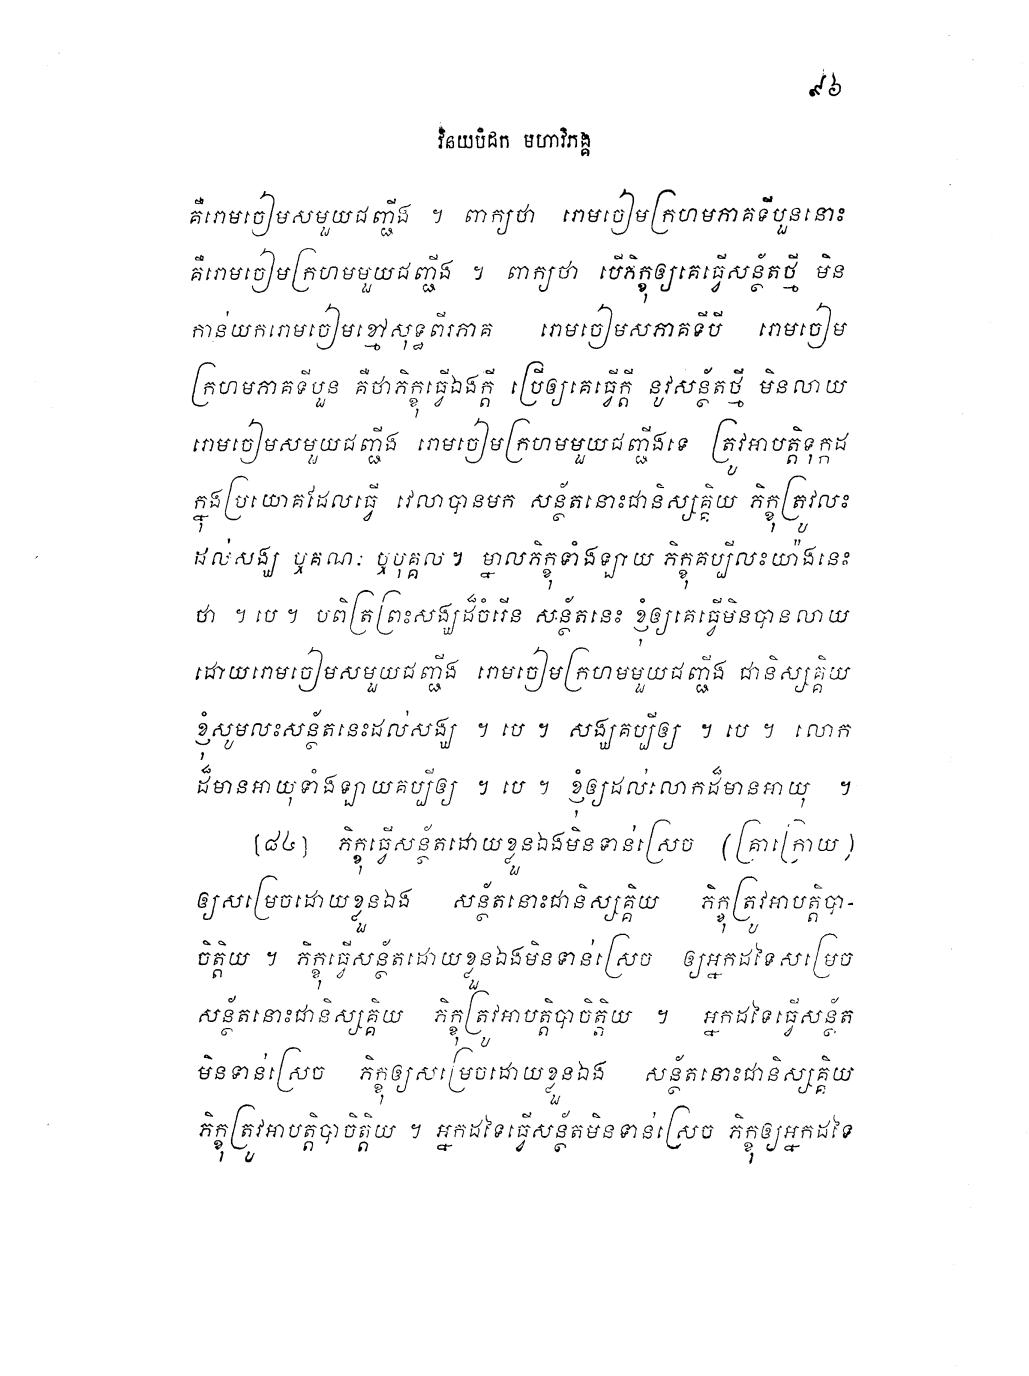 ៩៦
វិនយបិដក មហាវិភង្គ
គឺរោមចៀមសមួយជញ្ជីង ។ ពាក្យថា រោមចៀមក្រហមភាគទីបួននោះ
គឺរោមចៀមក្រហមមួយជញ្ជីង ។ ពាក្យថា បើភិក្ខុឲ្យគេធ្វើសន្ថ័តថ្មី មិន
កាន់យករោមចៀមខ្មៅសុទ្ធពីរភាគ រោមចៀមសភាគទីបី រោមចៀម
ក្រហមភាគទីបួន គឺថាភិក្ខុធ្វើឯងក្តី ប្រើឲ្យគេធ្វើក្តី នូវសន្ថ័តថ្មី មិនលាយ
រោមចៀមសមួយជញ្ជីង រោមចៀមក្រហមមួយជញ្ជីងទេ ត្រូវអាបត្តិទុក្កដ
ក្នុងប្រយោគដែលធ្វើ វេលាបានមក សន្ថ័តនោះជានិស្សគ្គិយ ភិក្ខុត្រូវលះ
ដល់សង្ឃ ឬគណៈ ឬបុគ្គល ។ ម្នាលភិក្ខុទាំងឡាយ ភិក្ខុគប្បីលះយ៉ាងនេះ
ថា ។ បេ ។ បពិត្រព្រះសង្ឃដ៏ចំរើន សន្ថ័តនេះ ខ្ញុំឲ្យគេធ្វើមិនបានលាយ
ដោយរោមចៀមសមួយជញ្ជីង រោមចៀមក្រហមមួយជញ្ជីង ជានិស្សគ្គិយ
ខ្ញុំសូមលះសន្ថ័តនេះដល់សង្ឃ ។ បេ ។ សង្ឃគប្បីឲ្យ ។ បេ ។ លោក
ដ៏មានអាយុទាំងឡាយគប្បីឲ្យ ។ បេ ។ ខ្ញុំឲ្យដល់លោកដ៏មានអាយុ ។
[៨៤] ភិក្ខុធ្វើសន្ថ័តដោយខ្លួនឯងមិនទាន់ស្រេច (គ្រាក្រោយ)
ឲ្យសម្រេចដោយខ្លួនឯង សន្ថ័តនោះជានិស្សគ្គិយ ភិក្ខុត្រូវអាបត្តិបា-
ចិត្តិយ ។ ភិក្ខុធ្វើសន្ថ័តដោយខ្លួនឯងមិនទាន់ស្រេច ឲ្យអ្នកដទៃសម្រេច
សន្ថ័តនោះជានិស្សគ្គិយ ភិក្ខុត្រូវអាបត្តិបាចិត្តិយ ។ អ្នកដទៃធ្វើសន្ថ័ត
មិនទាន់ស្រេច ភិក្ខុឲ្យសម្រេចដោយខ្លួនឯង សន្ថ័តនោះជានិស្សគ្គិយ
ភិក្ខុត្រូវអាបត្តិបាចិត្តិយ ។ អ្នកដទៃធ្វើសន្ថ័តមិនទាន់ស្រេច ភិក្ខុឲ្យអ្នកដទៃ